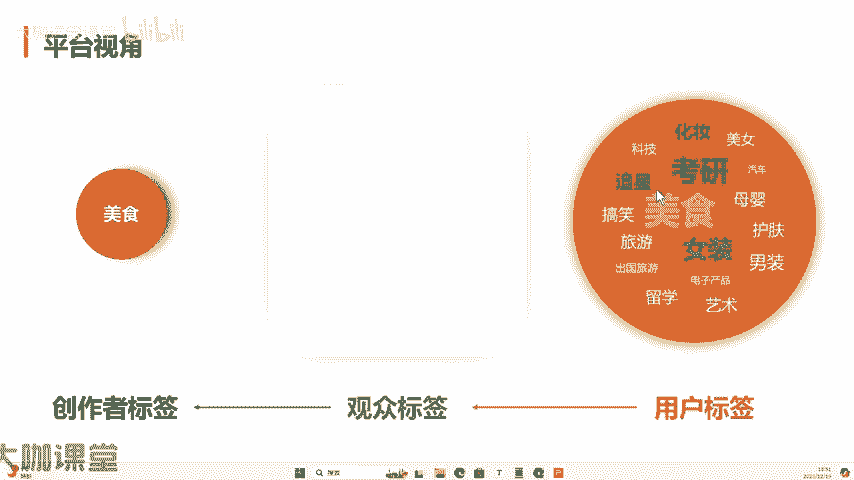 bilibili
平台视角
美食
化妆
美女
科技
考研
汽车
追星
美食
母婴
搞笑
护肤
旅游
女装
男装
出国旅游
电子产品
留学
艺术
创作者标签
观众标签
用户标签
大咖课堂
搜索